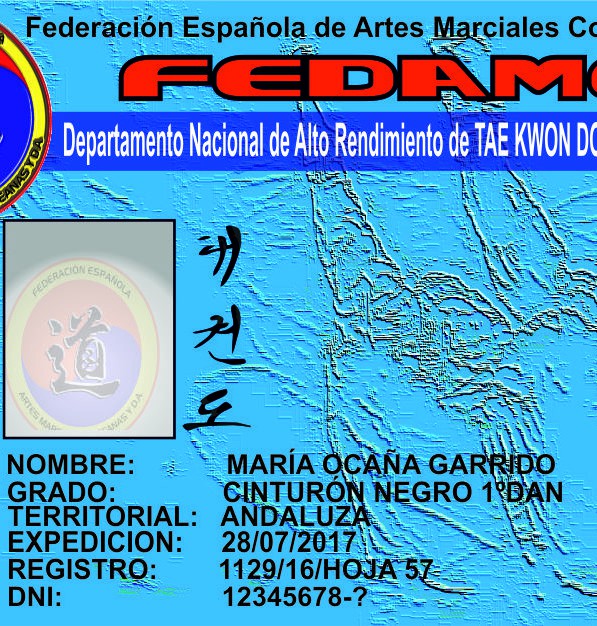 Federación Española de Artes Marciales Co
FEDAM
Departamento Nacional de Alto Rendimiento de TAE KWON DO
FEDERACIÓN ESPAÑOLA
道
태
권
도
NOMBRE: MARÍA OCAÑA GARRIDO
GRADO: CINTURÓN NEGRO 1ºDAN
TERRITORIAL: ANDALUZA
EXPEDICION: 28/07/2017
REGISTRO: 1129/16/HOJA 57
DNI: 12345678-?